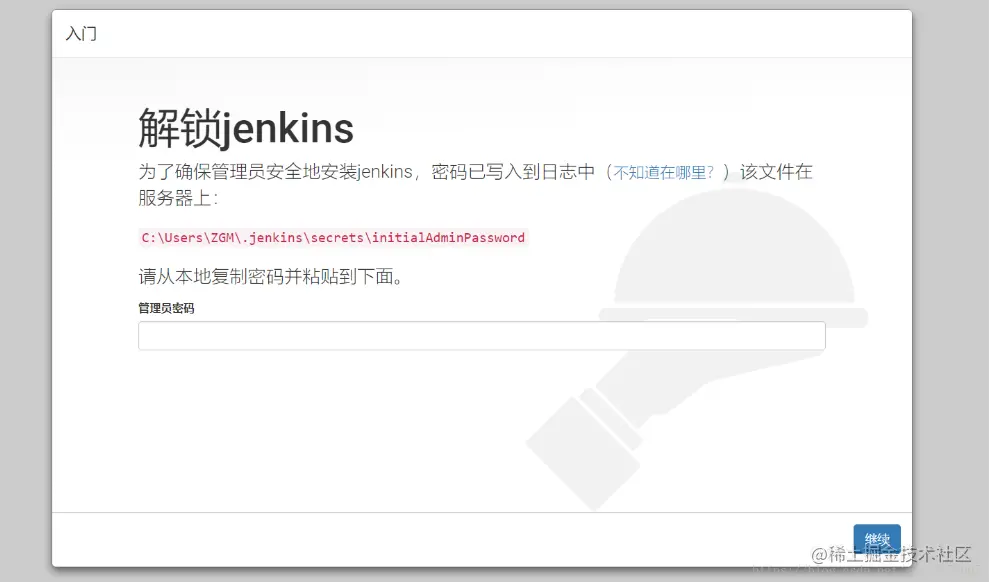 入门
解锁jenkins
为了确保管理员安全地安装jenkins，密码已写入到日志中（不知道在哪里？）该文件在
服务器上：
C:\Users\ZGM\.jenkins\secrets\initialAdminPassword
请从本地复制密码并粘贴到下面。
管理员密码
继续
@稀土掘金技术社区